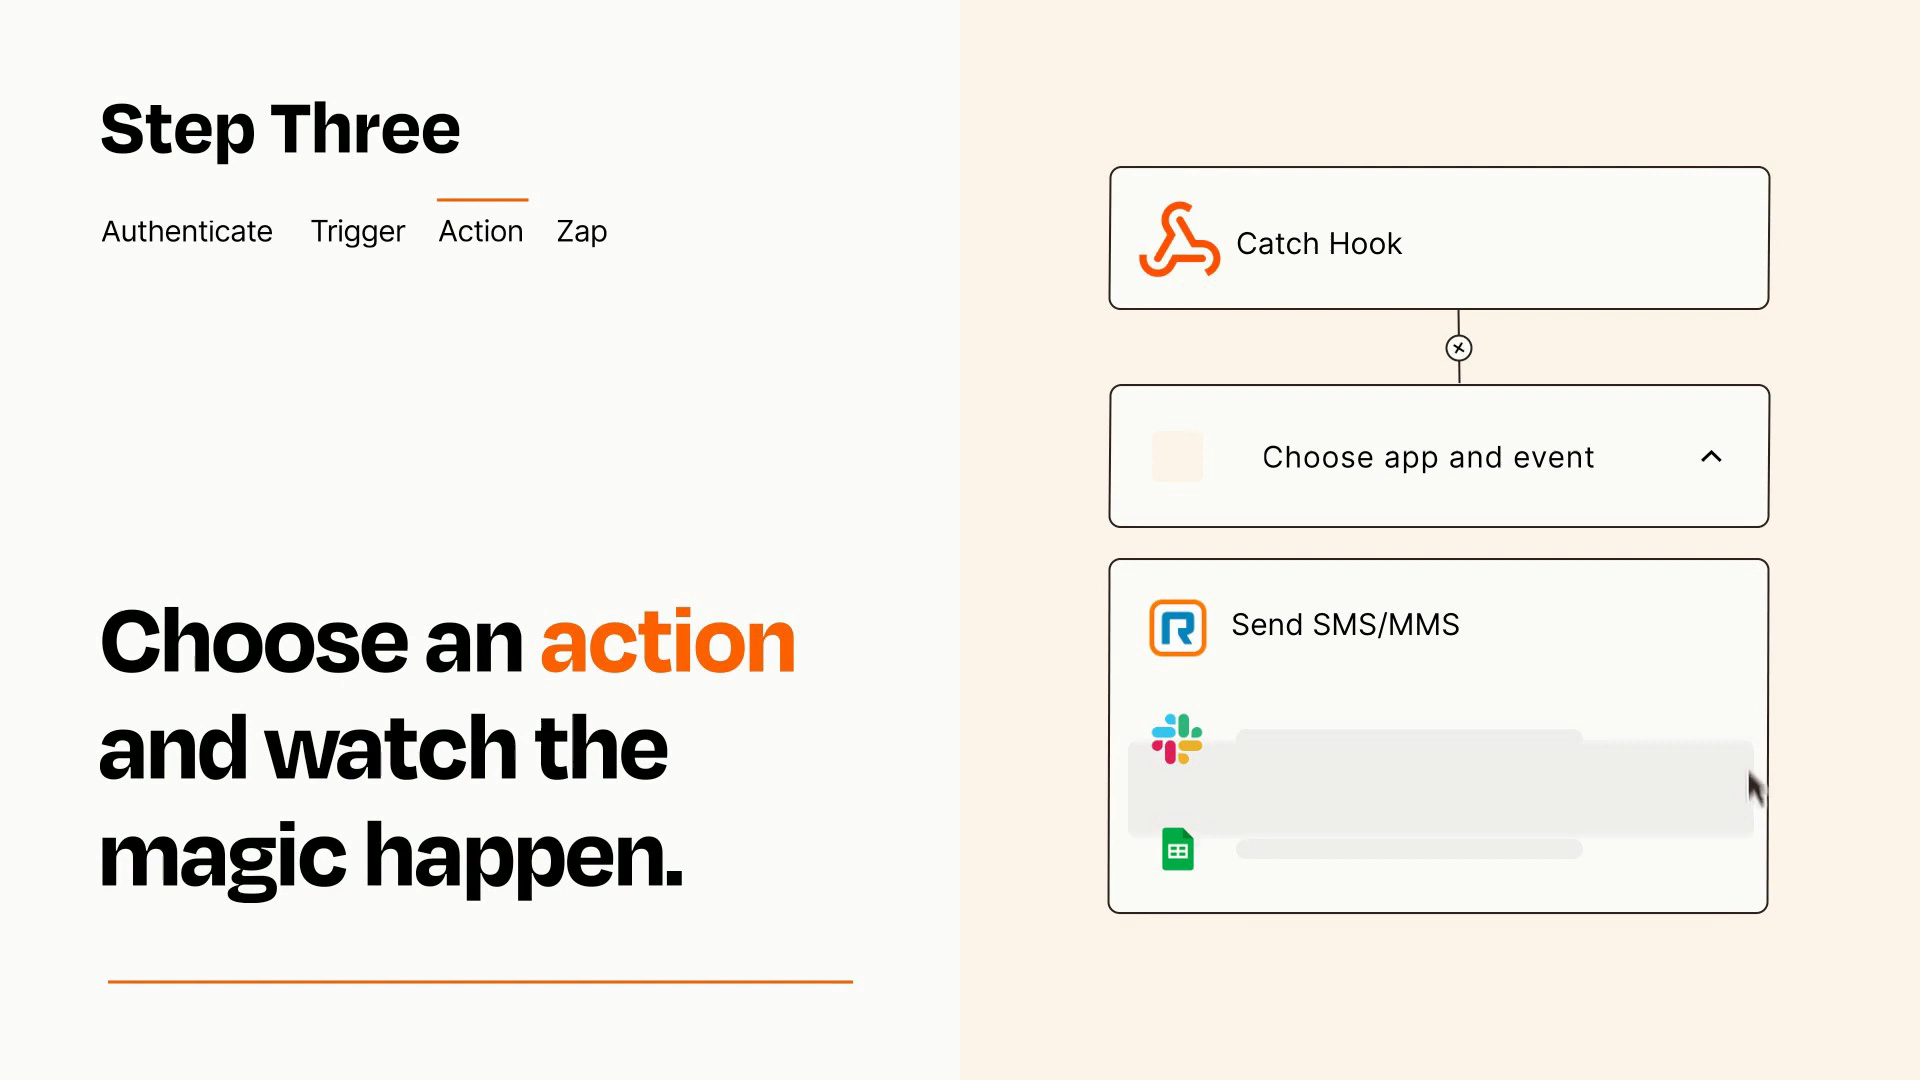 Step Three
Authenticate Trigger Action Zap
Choose an action
and watch the
magic happen.
Catch Hook
Choose app and event
Send SMS/MMS